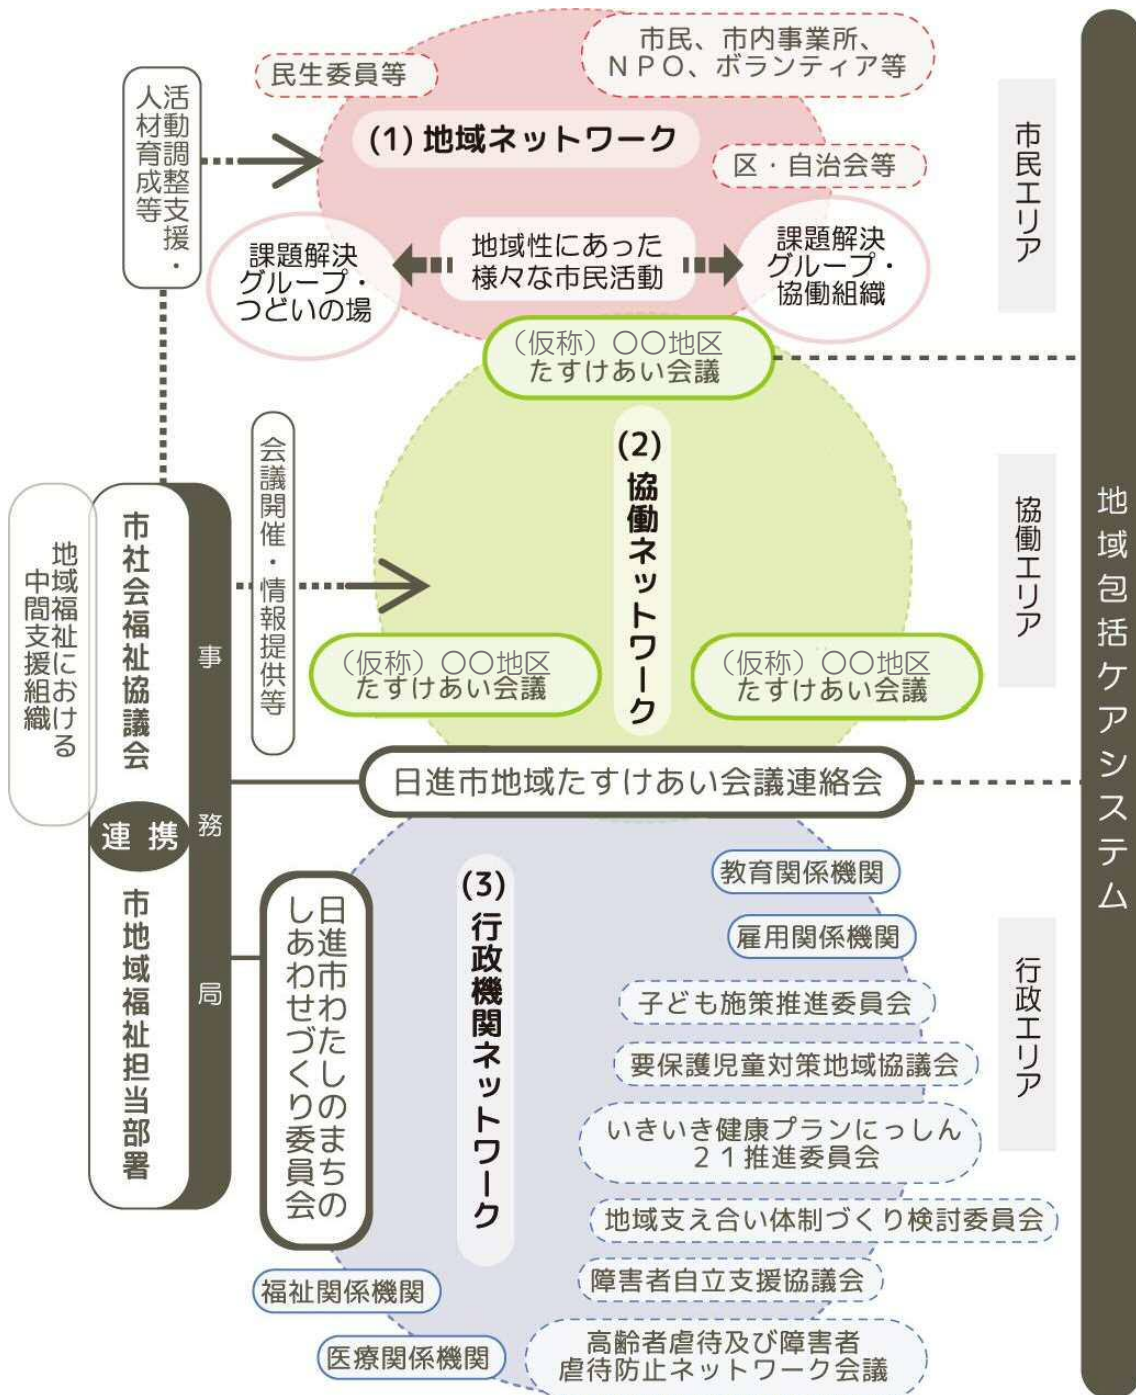 市民、市内事業所、
ＮＰＯ、ボランティア等
民生委員等
(1) 地域ネットワーク
区・自治会等
活動調整支援・
人材育成等
課題解決
グループ・
つどいの場
地域性にあった
様々な市民活動
課題解決
グループ・
協働組織
市民エリア
（仮称）〇〇地区
たすけあい会議
(2) 協働ネットワーク
会議開催・情報提供等
協働エリア
（仮称）〇〇地区
たすけあい会議
（仮称）〇〇地区
たすけあい会議
地域福祉における
中間支援組織
市社会福祉協議会
連携
市地域福祉担当部署
事務局
日進市地域たすけあい会議連絡会
日進市わたしのまちの
しあわせづくり委員会
(3) 行政機関ネットワーク
教育関係機関
雇用関係機関
子ども施策推進委員会
要保護児童対策地域協議会
いきいき健康プランにっしん
２１推進委員会
地域支え合い体制づくり検討委員会
障害者自立支援協議会
高齢者虐待及び障害者
虐待防止ネットワーク会議
福祉関係機関
医療関係機関
行政エリア
地域包括ケアシステム